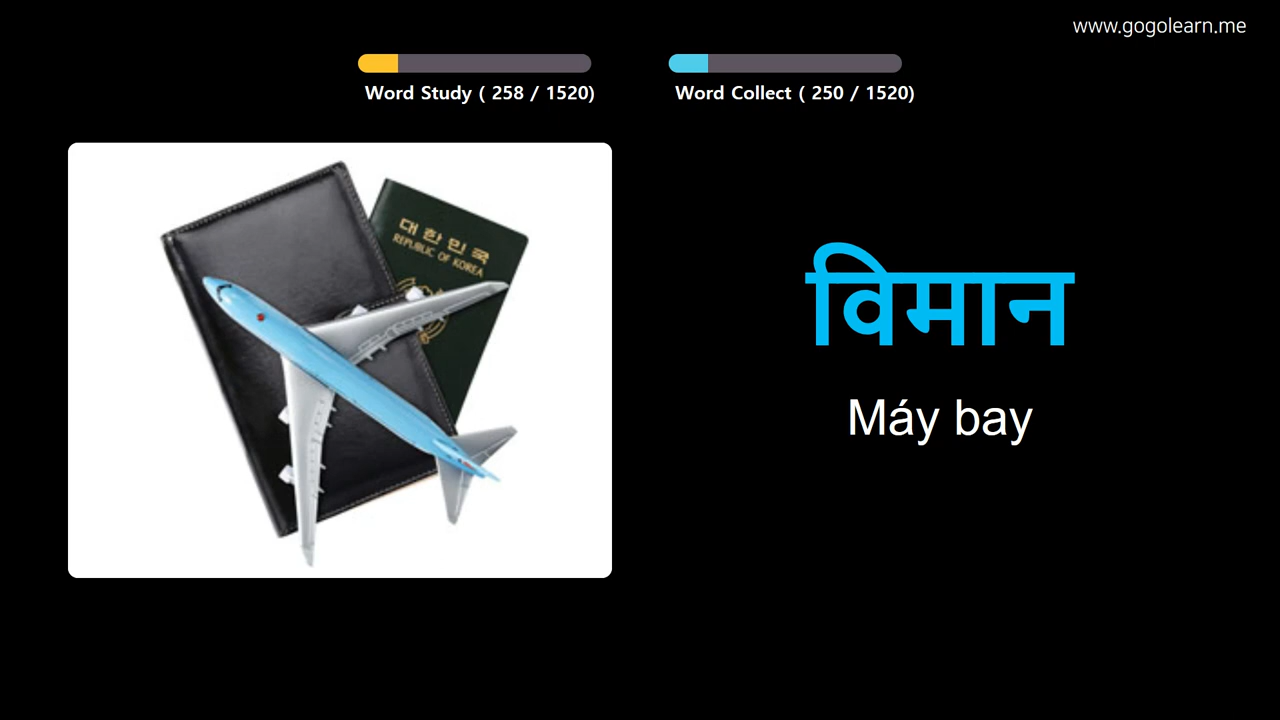 www.gogolearn.me
Word Study ( 258 / 1520)
Word Collect ( 250 / 1520)
대한민국
REPUBLIC OF KOREA
विमान
Máy bay